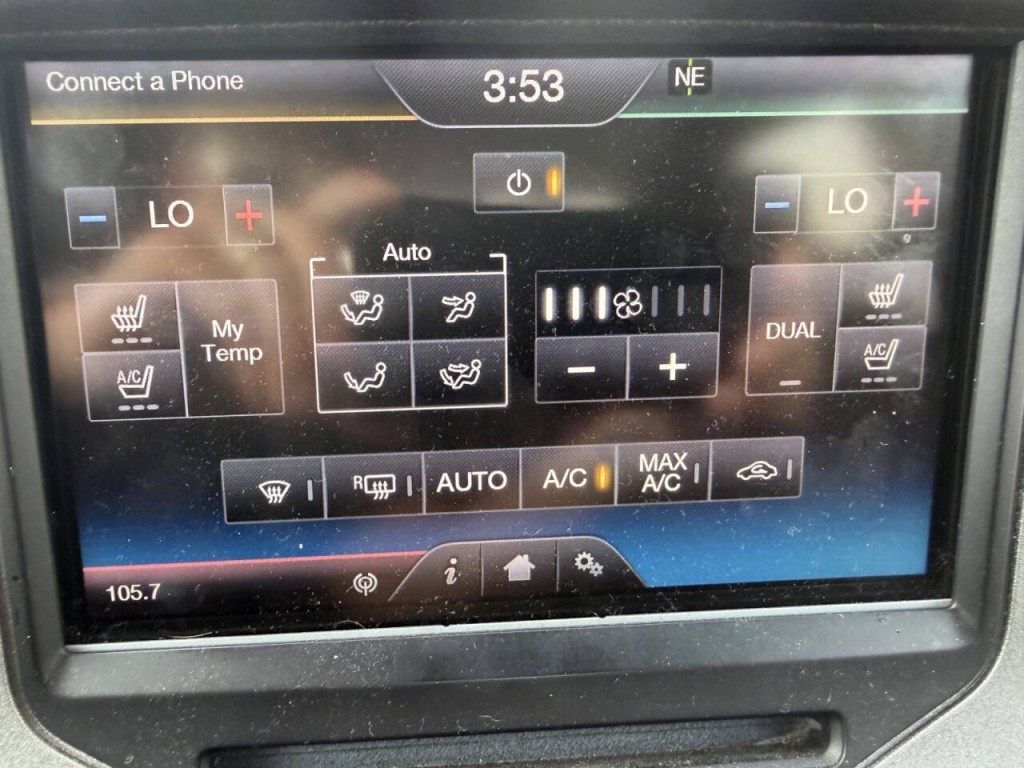 Connect a Phone
3:53
NE
LO
LO
Auto
My
Temp
A/C
DUAL
A/C
R
AUTO
A/C
MAX
A/C
105.7
i